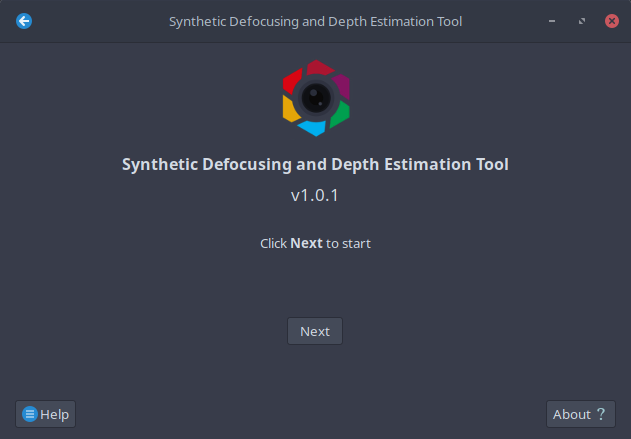 Synthetic Defocusing and Depth Estimation Tool
Synthetic Defocusing and Depth Estimation Tool
v1.0.1
Click Next to start
Next
Help
About ?